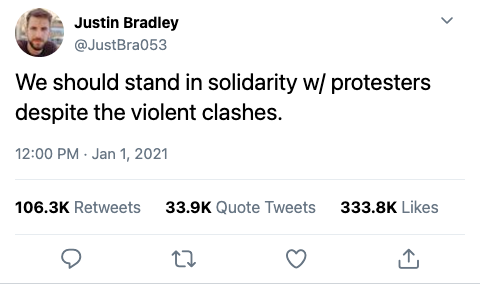 Justin Bradley
@JustBra053
We should stand in solidarity w/ protesters
despite the violent clashes.
12:00 PM · Jan 1, 2021
106.3K Retweets 33.9K Quote Tweets 333.8K Likes